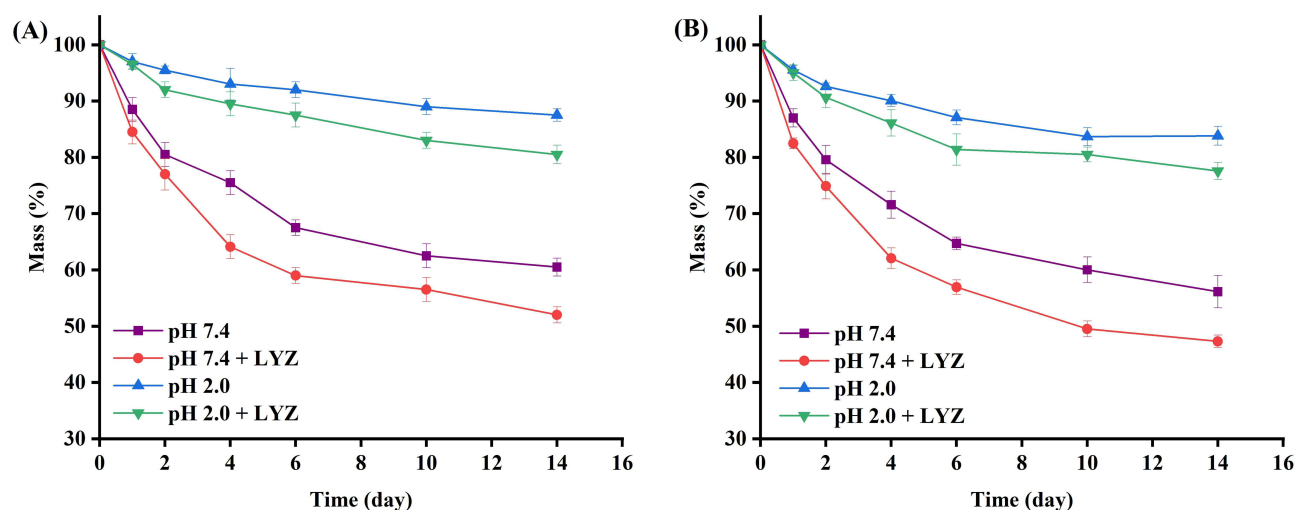 (A)
100
90
80
70
60
50
40
30
Mass (%)
pH 7.4
pH 7.4 + LYZ
pH 2.0
pH 2.0 + LYZ
0 2 4 6 8 10 12 14 16
Time (day)
(B)
100
90
80
70
60
50
40
30
Mass (%)
pH 7.4
pH 7.4 + LYZ
pH 2.0
pH 2.0 + LYZ
0 2 4 6 8 10 12 14 16
Time (day)